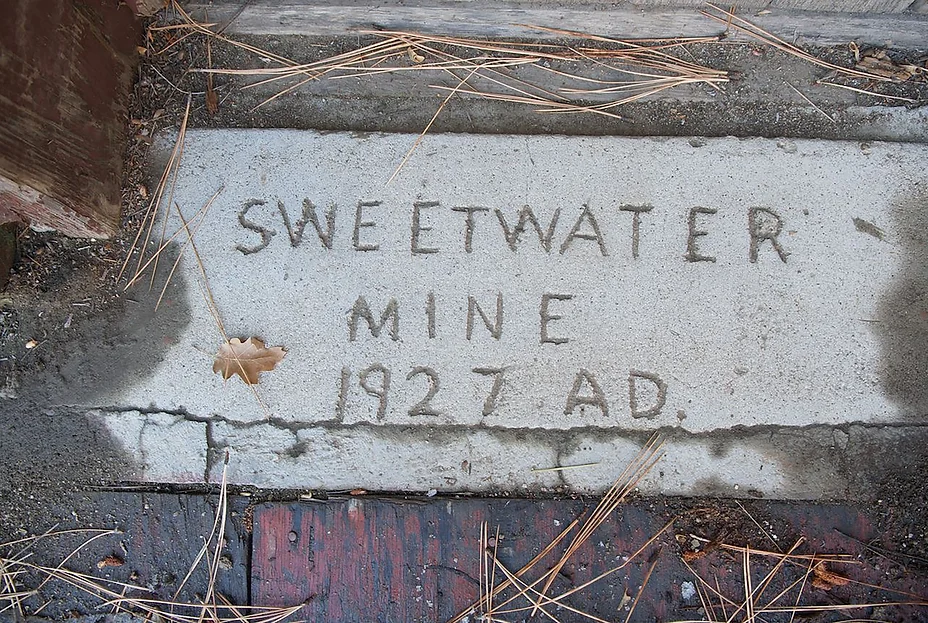 SWEETWATER
MINE
1927 AD.